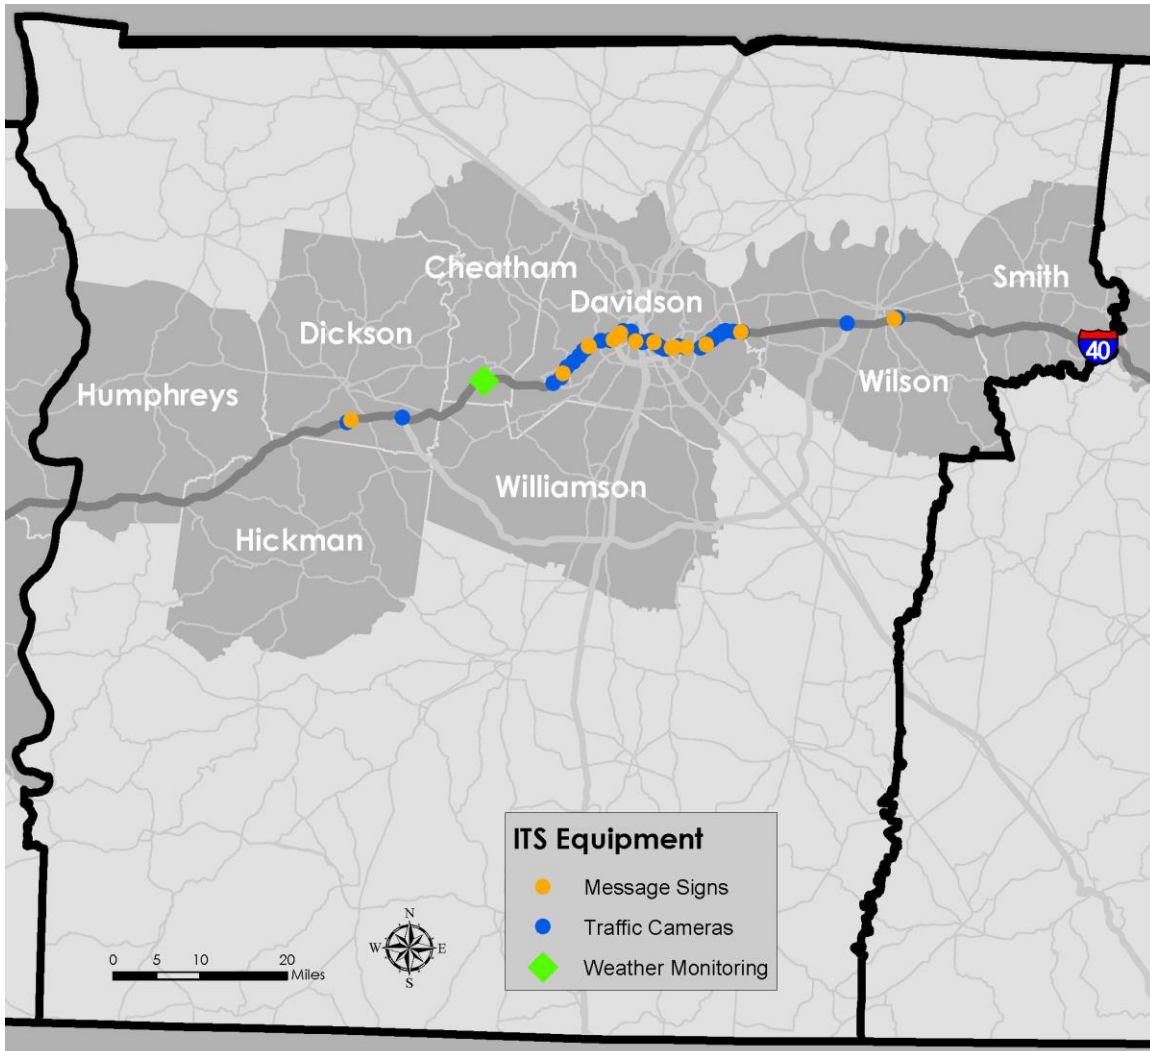 Cheatham
Smith
Davidson
Dickson
40
Humphreys
Wilson
Williamson
Hickman
ITS Equipment
Message Signs
Traffic Cameras
Weather Monitoring
N
W E
S
0 5 10 20
Miles